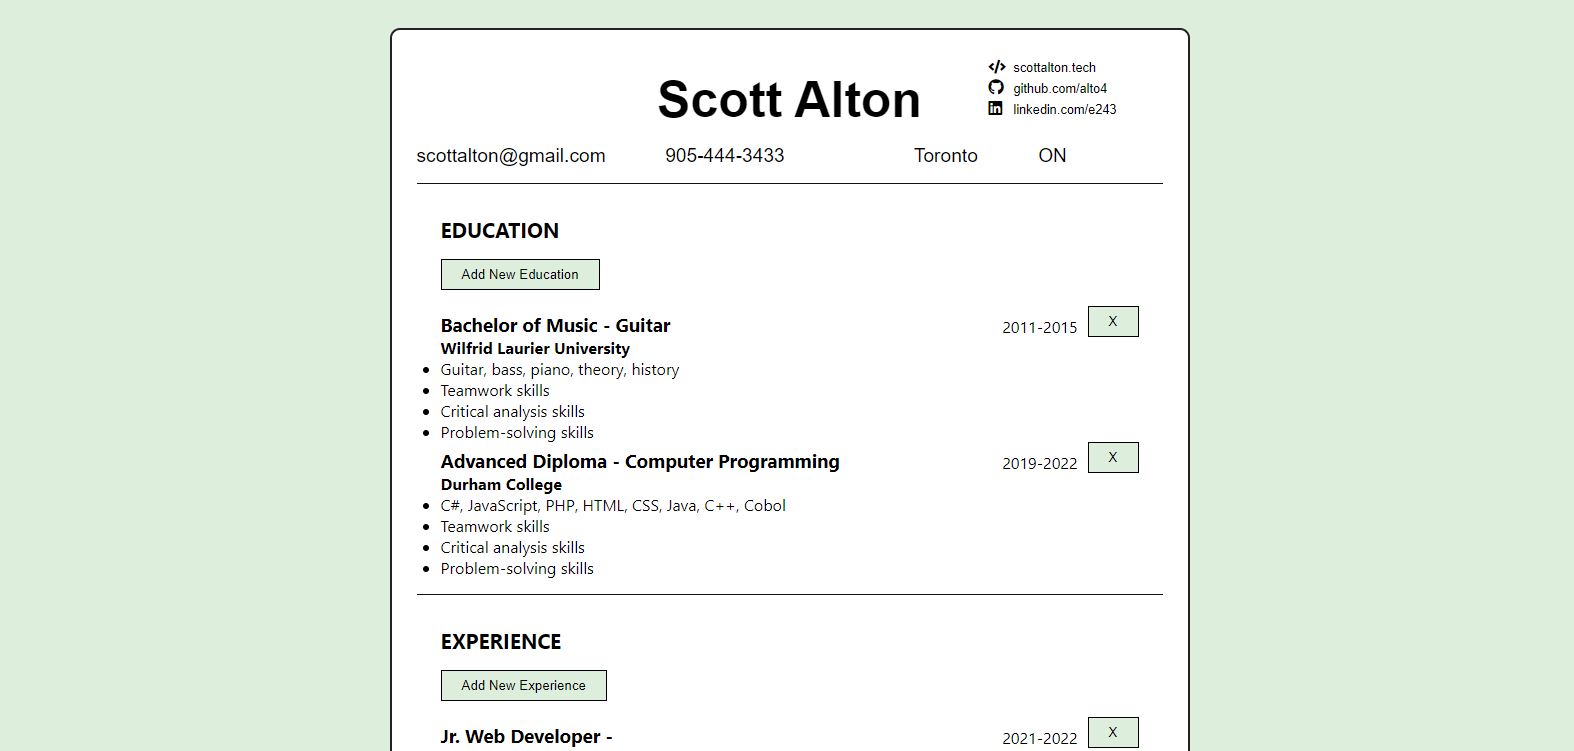 Scott Alton
scottalton.tech
github.com/alto4
linkedin.com/e243
scottalton@gmail.com 905-444-3433 Toronto ON
EDUCATION
Add New Education
Bachelor of Music - Guitar 2011-2015 X
Wilfrid Laurier University
Guitar, bass, piano, theory, history
Teamwork skills
Critical analysis skills
Problem-solving skills
Advanced Diploma - Computer Programming 2019-2022 X
Durham College
C#, JavaScript, PHP, HTML, CSS, Java, C++, Cobol
Teamwork skills
Critical analysis skills
Problem-solving skills
EXPERIENCE
Add New Experience
Jr. Web Developer - 2021-2022 X